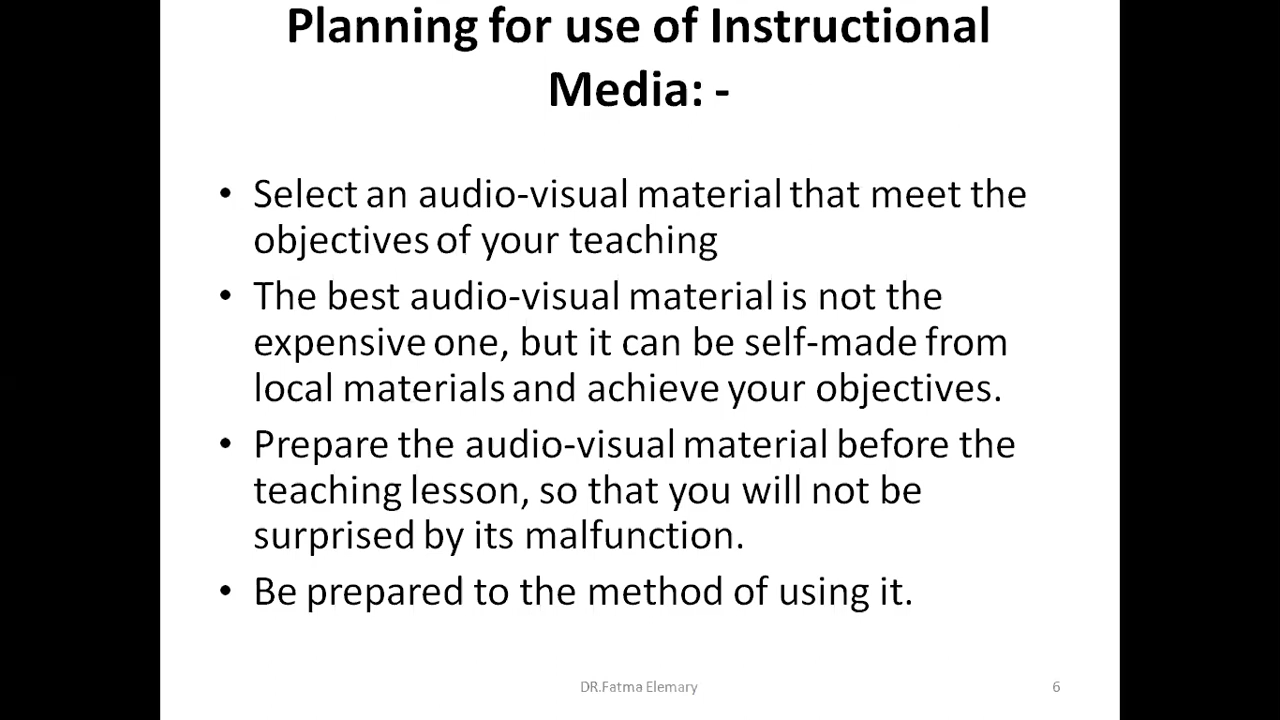 Planning for use of Instructional
Media: -
• Select an audio-visual material that meet the
objectives of your teaching
• The best audio-visual material is not the
expensive one, but it can be self-made from
local materials and achieve your objectives.
• Prepare the audio-visual material before the
teaching lesson, so that you will not be
surprised by its malfunction.
• Be prepared to the method of using it.
DR.Fatma Elemary
6